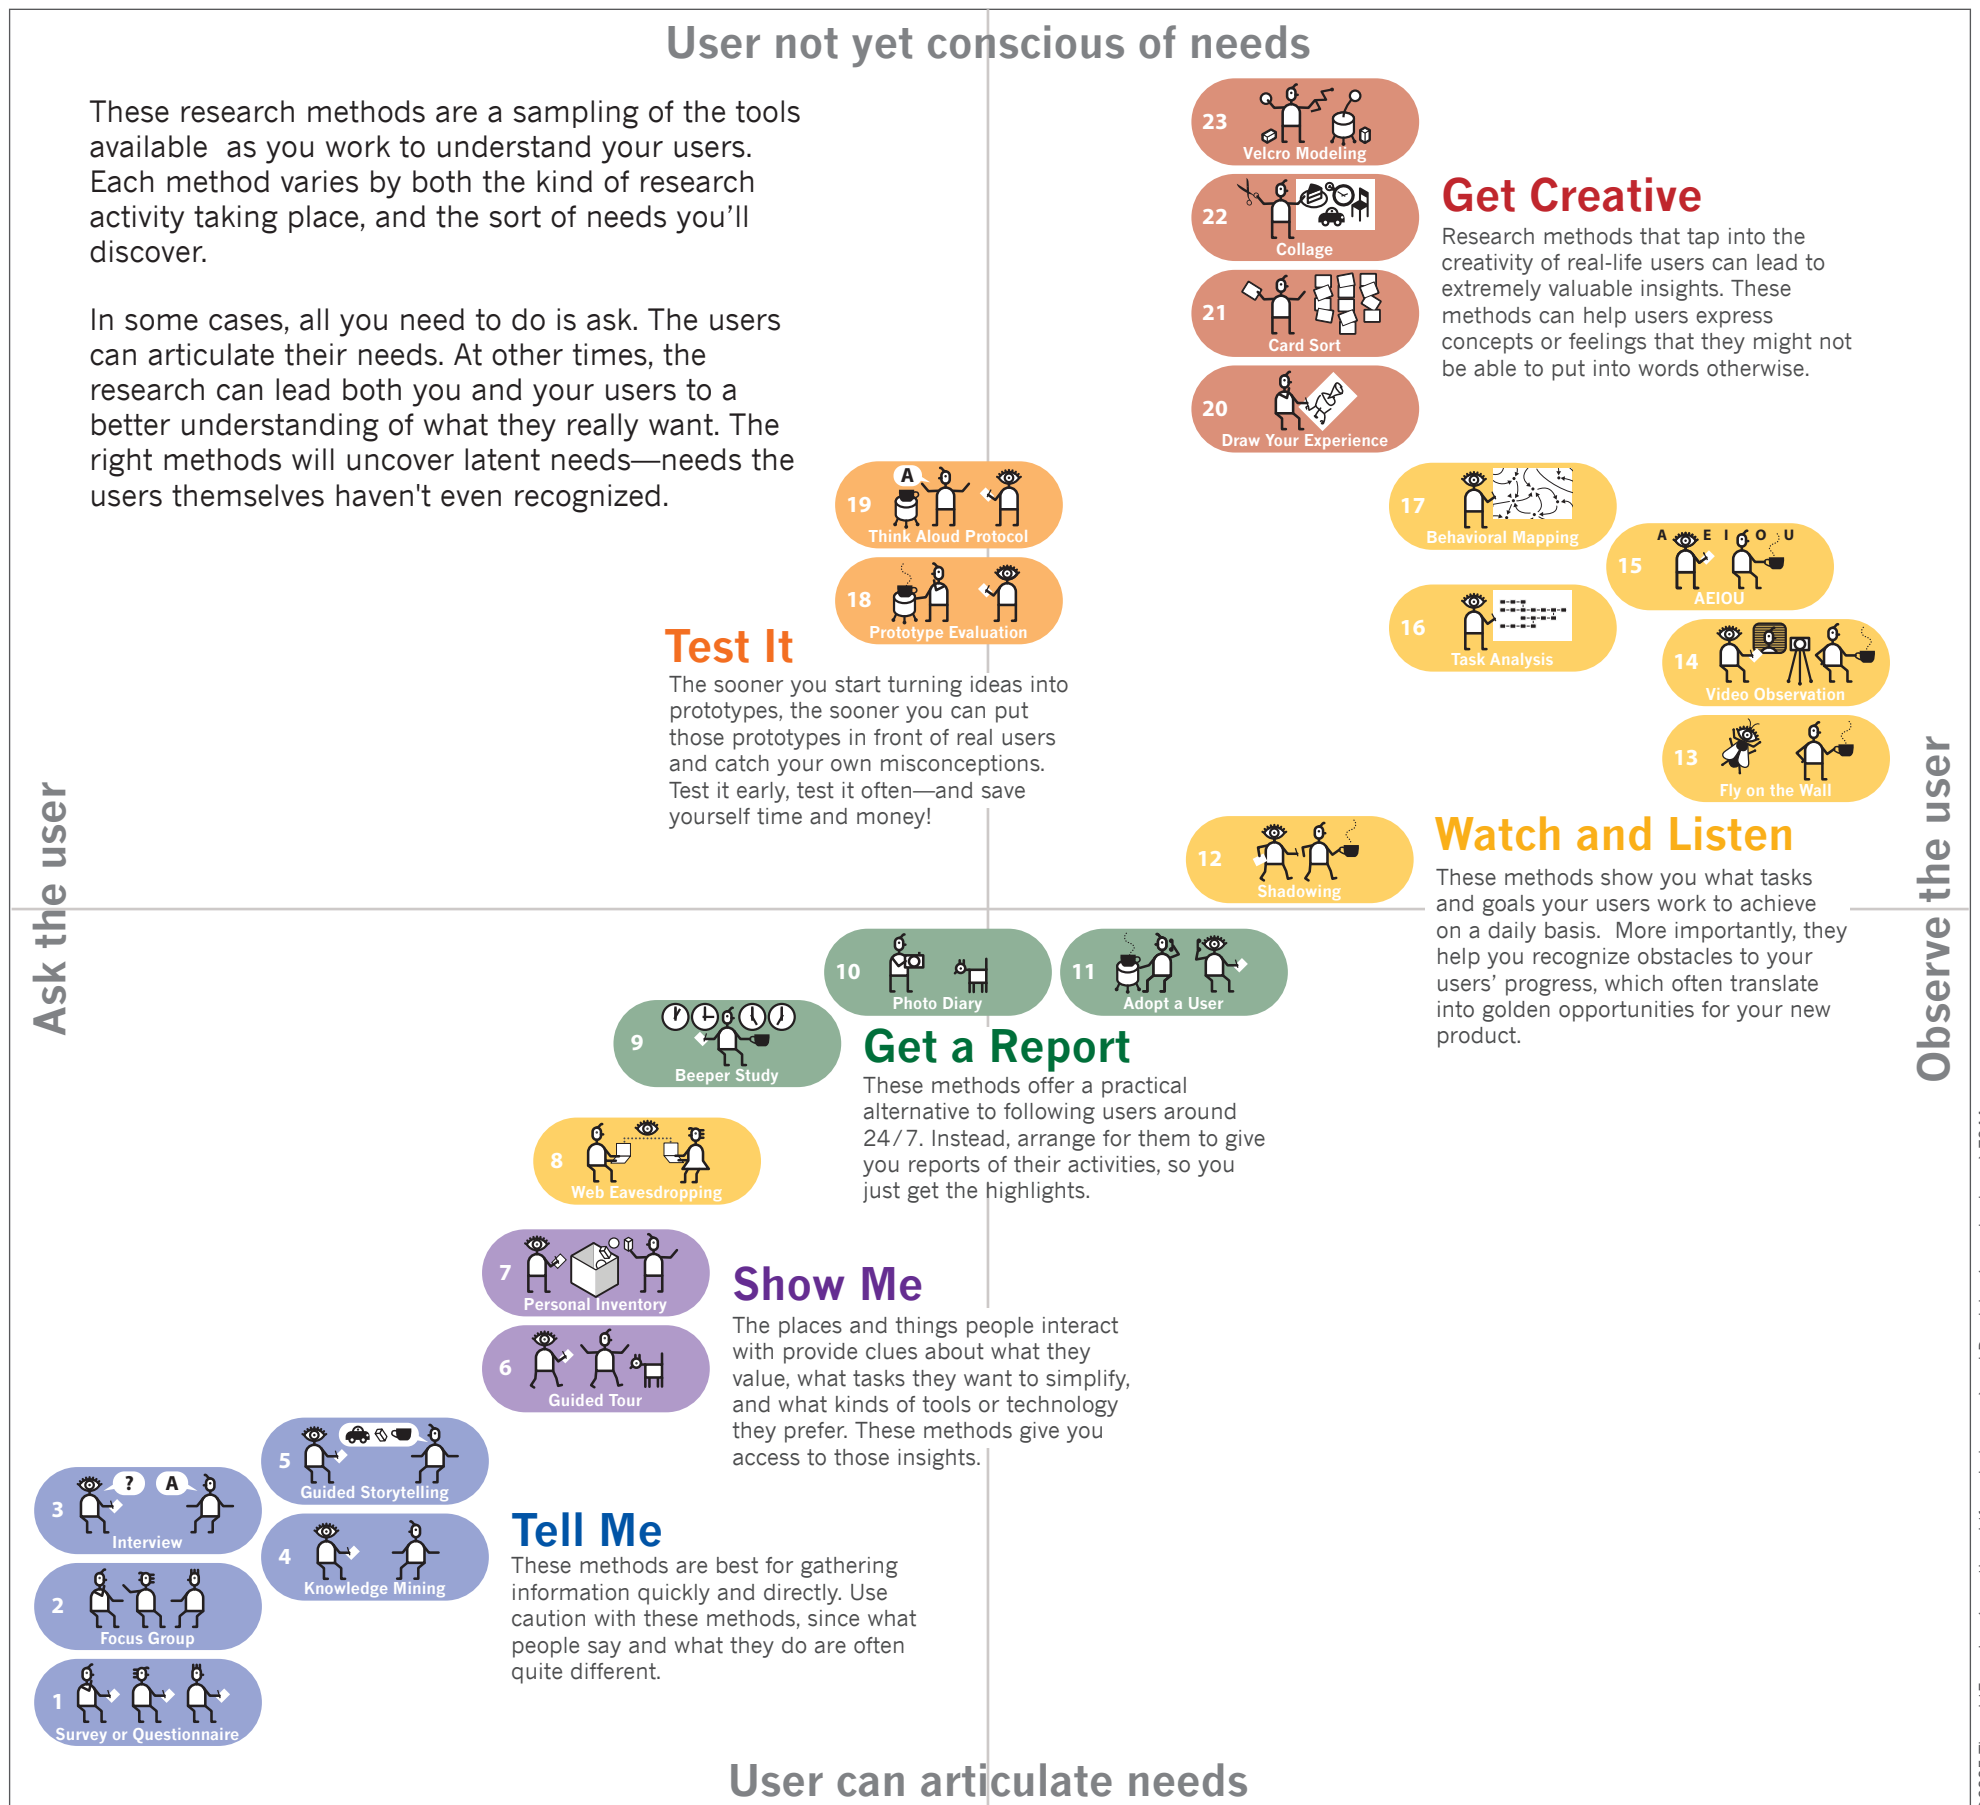 User not yet conscious of needs
These research methods are a sampling of the tools
available as you work to understand your users.
Each method varies by both the kind of research
activity taking place, and the sort of needs you’ll
discover.
In some cases, all you need to do is ask. The users
can articulate their needs. At other times, the
research can lead both you and your users to a
better understanding of what they really want. The
right methods will uncover latent needs—needs the
users themselves haven't even recognized.
23
Velcro Modeling
22
Collage
21
Card Sort
20
Draw Your Experience
Get Creative
Research methods that tap into the
creativity of real-life users can lead to
extremely valuable insights. These
methods can help users express
concepts or feelings that they might not
be able to put into words otherwise.
A
19
Think Aloud Protocol
18
Prototype Evaluation
Test It
The sooner you start turning ideas into
prototypes, the sooner you can put
those prototypes in front of real users
and catch your own misconceptions.
Test it early, test it often—and save
yourself time and money!
17
Behavioral Mapping
A E I O U
15
AEIOU
16
Task Analysis
14
Video Observation
13
Fly on the Wall
12
Shadowing
Watch and Listen
These methods show you what tasks
and goals your users work to achieve
on a daily basis. More importantly, they
help you recognize obstacles to your
users’ progress, which often translate
into golden opportunities for your new
product.
Ask the user
Observe the user
10
Photo Diary
11
Adopt a User
9
Beeper Study
Get a Report
These methods offer a practical
alternative to following users around
24/7. Instead, arrange for them to give
you reports of their activities, so you
just get the highlights.
8
Web Eavesdropping
7
Personal Inventory
6
Guided Tour
Show Me
The places and things people interact
with provide clues about what they
value, what tasks they want to simplify,
and what kinds of tools or technology
they prefer. These methods give you
access to those insights.
5
Guided Storytelling
? A
3
Interview
4
Knowledge Mining
2
Focus Group
1
Survey or Questionnaire
Tell Me
These methods are best for gathering
information quickly and directly. Use
caution with these methods, since what
people say and what they do are often
quite different.
User can articulate needs